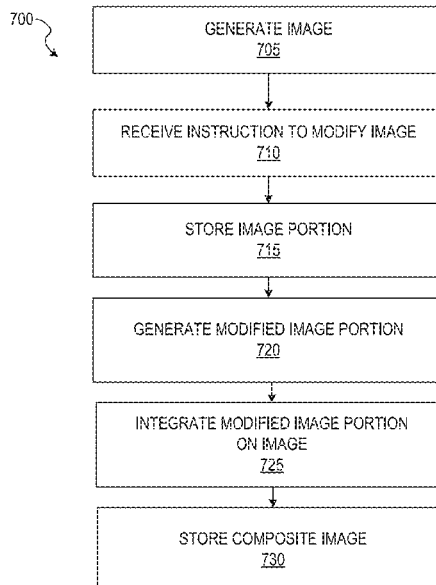 700
GENERATE IMAGE
705
RECEIVE INSTRUCTION TO MODIFY IMAGE
710
STORE IMAGE PORTION
715
GENERATE MODIFIED IMAGE PORTION
720
INTEGRATE MODIFIED IMAGE PORTION
ON IMAGE
725
STORE COMPOSITE IMAGE
730